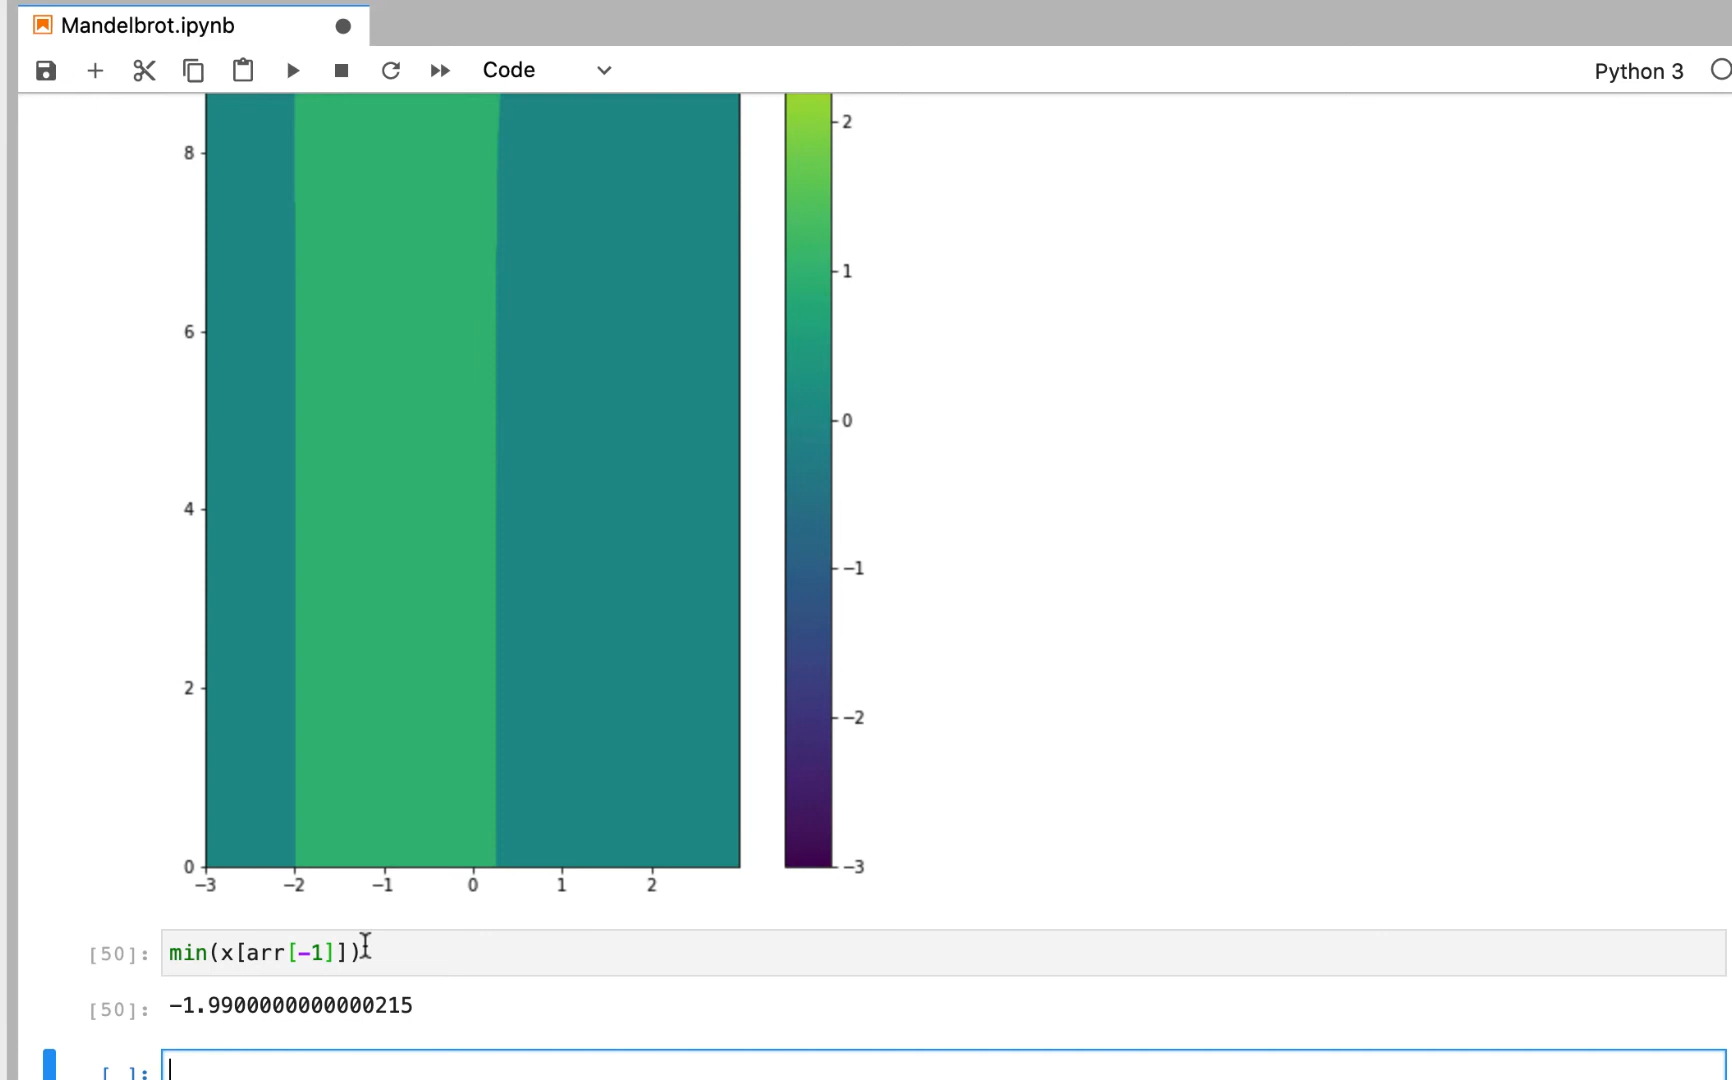 Mandelbrot.ipynb
Code
Python 3
8
6
4
2
0
−3 −2 −1 0 1 2
2
1
0
−1
−2
−3
[50]: min(x[arr[-1]])
[50]: -1.9900000000000215
[ ]: